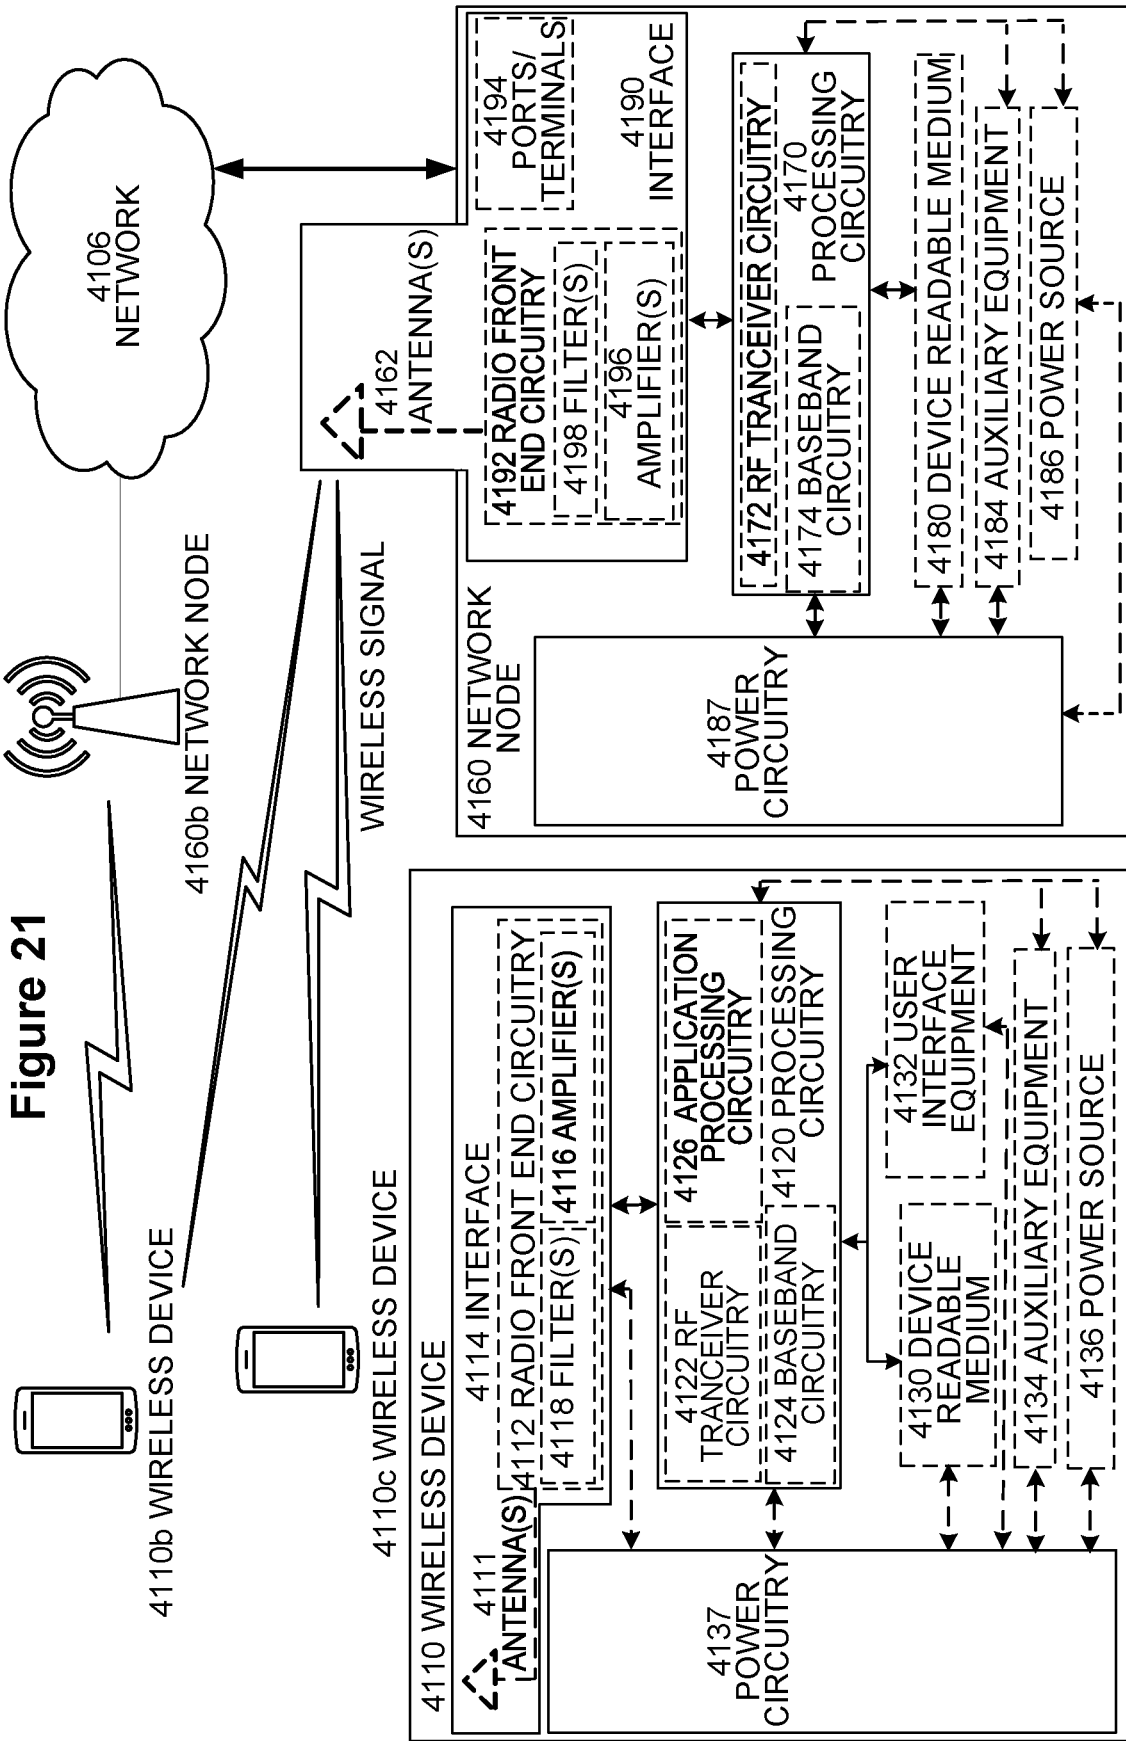 Figure 21
4106
NETWORK
4160b NETWORK NODE
4110b WIRELESS DEVICE
4110c WIRELESS DEVICE
WIRELESS SIGNAL
4110 WIRELESS DEVICE
4111
ANTENNA(S)
4114 INTERFACE
4112 RADIO FRONT END CIRCUITRY
4118 FILTER(S)
4116 AMPLIFIER(S)
4122 RF
TRANCEIVER
CIRCUITRY
4126 APPLICATION
PROCESSING
CIRCUITRY
4124 BASEBAND
CIRCUITRY
4120 PROCESSING
CIRCUITRY
4137
POWER
CIRCUITRY
4130 DEVICE
READABLE
MEDIUM
4132 USER
INTERFACE
EQUIPMENT
4134 AUXILIARY EQUIPMENT
4136 POWER SOURCE
4160 NETWORK
NODE
4162
ANTENNA(S)
4192 RADIO FRONT
END CIRCUITRY
4198 FILTER(S)
4196
AMPLIFIER(S)
4194
PORTS/
TERMINALS
4190
INTERFACE
4172 RF TRANCEIVER CIRCUITRY
4174 BASEBAND
CIRCUITRY
4170
PROCESSING
CIRCUITRY
4187
POWER
CIRCUITRY
4180 DEVICE READABLE MEDIUM
4184 AUXILIARY EQUIPMENT
4186 POWER SOURCE